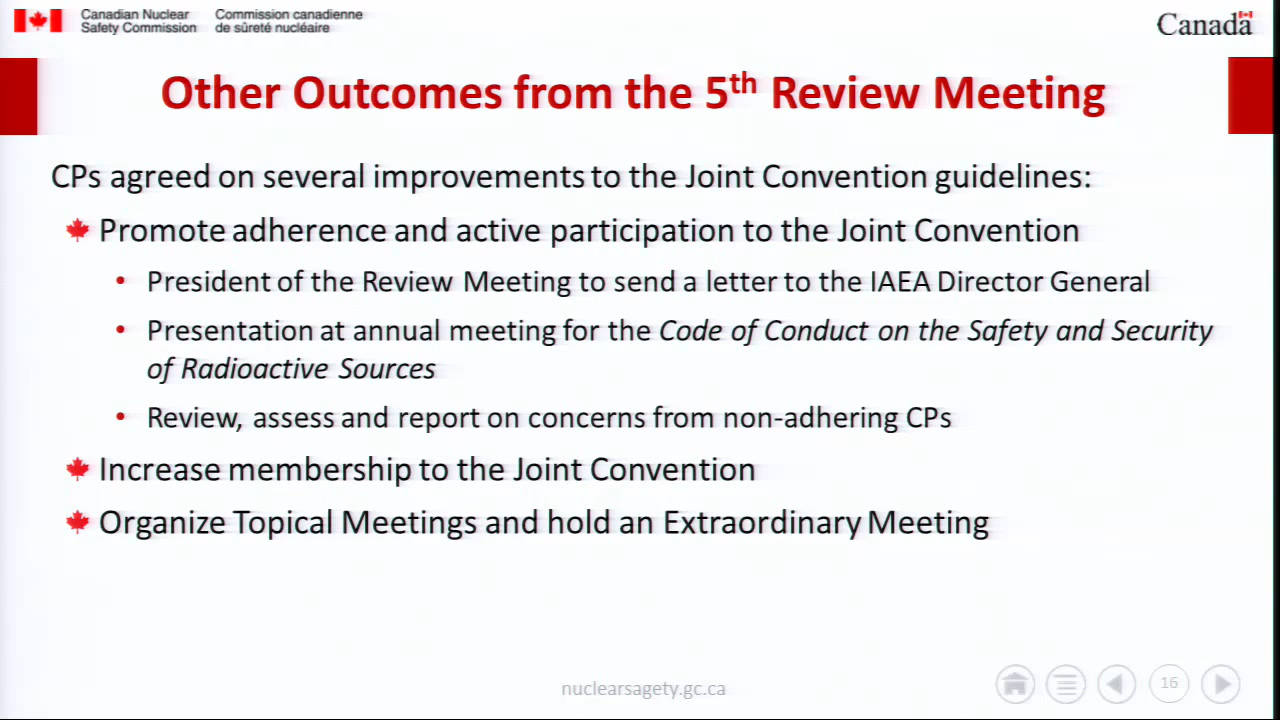 Canadian Nuclear Safety Commission
Commission canadienne de sûreté nucléaire
Canada
Other Outcomes from the 5th Review Meeting
CPs agreed on several improvements to the Joint Convention guidelines:
Promote adherence and active participation to the Joint Convention
• President of the Review Meeting to send a letter to the IAEA Director General
• Presentation at annual meeting for the Code of Conduct on the Safety and Security
of Radioactive Sources
• Review, assess and report on concerns from non-adhering CPs
Increase membership to the Joint Convention
Organize Topical Meetings and hold an Extraordinary Meeting
nuclearsagety.gc.ca
16